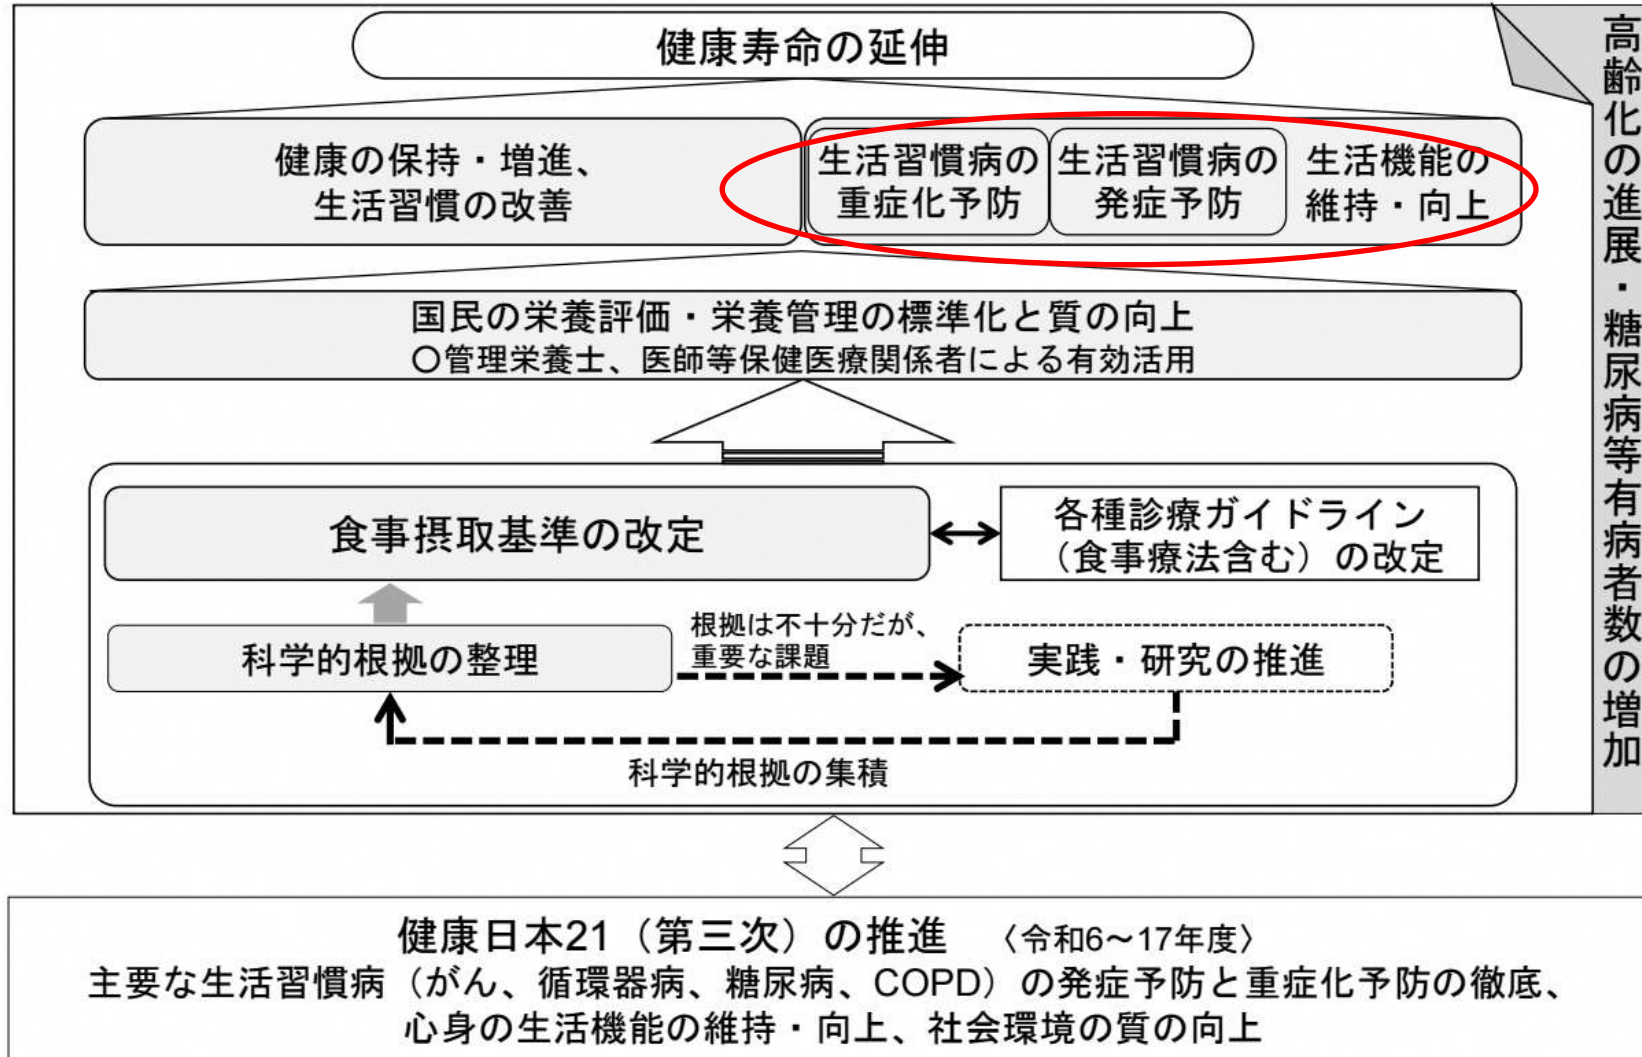 健康寿命の延伸
健康の保持・増進、
生活習慣の改善
生活習慣病の
重症化予防
生活習慣病の
発症予防
生活機能の
維持・向上
国民の栄養評価・栄養管理の標準化と質の向上
〇管理栄養士、医師等保健医療関係者による有効活用
食事摂取基準の改定
各種診療ガイドライン
（食事療法含む）の改定
科学的根拠の整理
根拠は不十分だが、
重要な課題
実践・研究の推進
科学的根拠の集積
高齢化の進展・糖尿病等有病者数の増加
健康日本21（第三次）の推進　〈令和6～17年度〉
主要な生活習慣病（がん、循環器病、糖尿病、COPD）の発症予防と重症化予防の徹底、
心身の生活機能の維持・向上、社会環境の質の向上